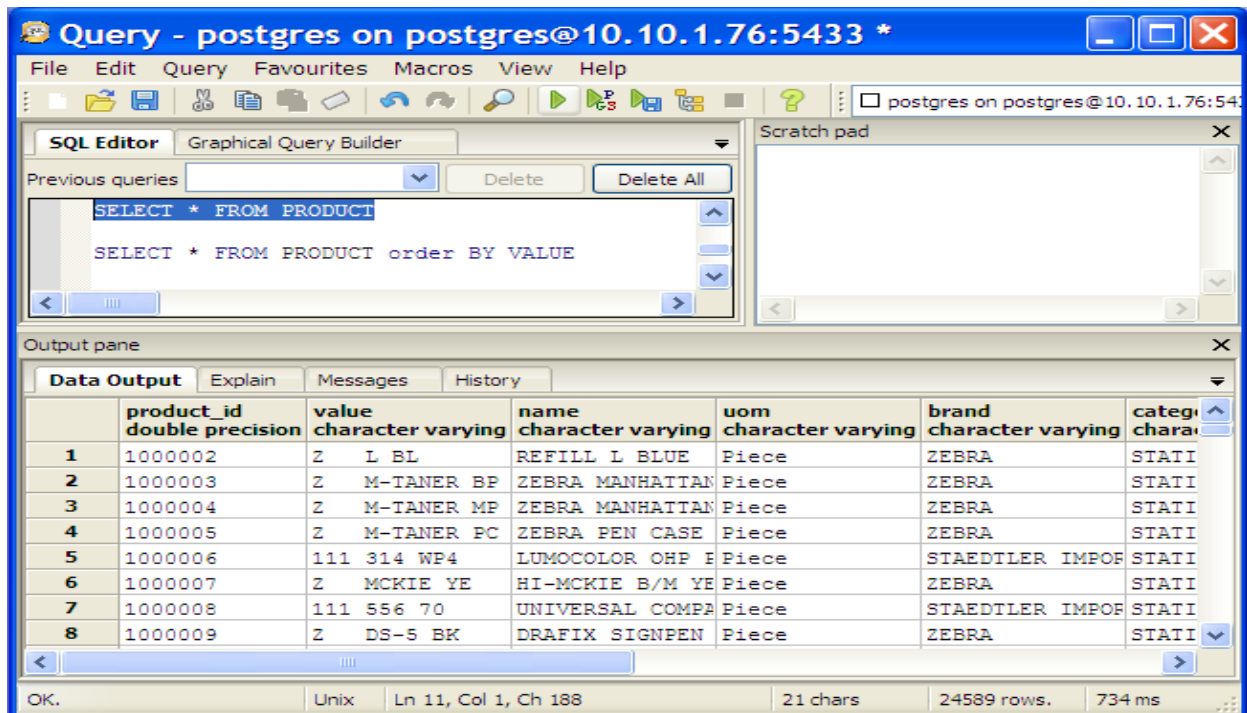 Query - postgres on postgres@10.10.1.76:5433 *
File Edit Query Favourites Macros View Help
postgres on postgres@10.10.1.76:543
SQL Editor Graphical Query Builder
Scratch pad
Previous queries Delete Delete All
SELECT * FROM PRODUCT
SELECT * FROM PRODUCT order BY VALUE
Output pane
Data Output Explain Messages History
product_id value name uom brand catego
double precision character varying character varying character varying character varying chara
1 1000002 Z L BL REFILL L BLUE Piece ZEBRA STATI
2 1000003 Z M-TANER BP ZEBRA MANHATTAN Piece ZEBRA STATI
3 1000004 Z M-TANER MP ZEBRA MANHATTAN Piece ZEBRA STATI
4 1000005 Z M-TANER PC ZEBRA PEN CASE Piece ZEBRA STATI
5 1000006 111 314 WP4 LUMOCOLOR OHP Piece STAEDTLER IMPOR STATI
6 1000007 Z MCKIE YE HI-MCKIE B/M YE Piece ZEBRA STATI
7 1000008 111 556 70 UNIVERSAL COMPA Piece STAEDTLER IMPOR STATI
8 1000009 Z DS-5 BK DRAFIX SIGNPEN Piece ZEBRA STATI
OK. Unix Ln 11, Col 1, Ch 188 21 chars 24589 rows. 734 ms